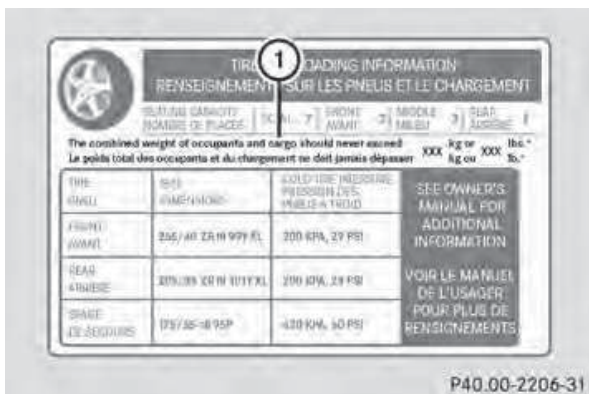 1
TIRE LOADING INFORMATION
RENSEIGNEMENTS SUR LES PNEUS ET LE CHARGEMENT
SEATING CAPACITY TOTAL 7 FRONT 2 MIDDLE 3 REAR
NOMBRE DE PLACES AVANT MILIEU ARRIÈRE
The combined weight of occupants and cargo should never exceed XXX kg or XXX lbs.*
Le poids total des occupants et du chargement ne doit jamais dépasser XXX kg ou XXX lb.*
TIRE SIZE COLD TIRE PRESSURE
PNEU DIMENSIONS PRESSION DES PNEUS A FROID
FRONT
AVANT
200 KPA, 29 PSI
REAR
ARRIÈRE
200 KPA, 29 PSI
SPARE
DE SECOURS
420 KPA, 60 PSI
SEE OWNER'S
MANUAL FOR
ADDITIONAL
INFORMATION
VOIR LE MANUEL
DE L'USAGER
POUR PLUS DE
RENSIGNEMENTS
P40.00-2206-31